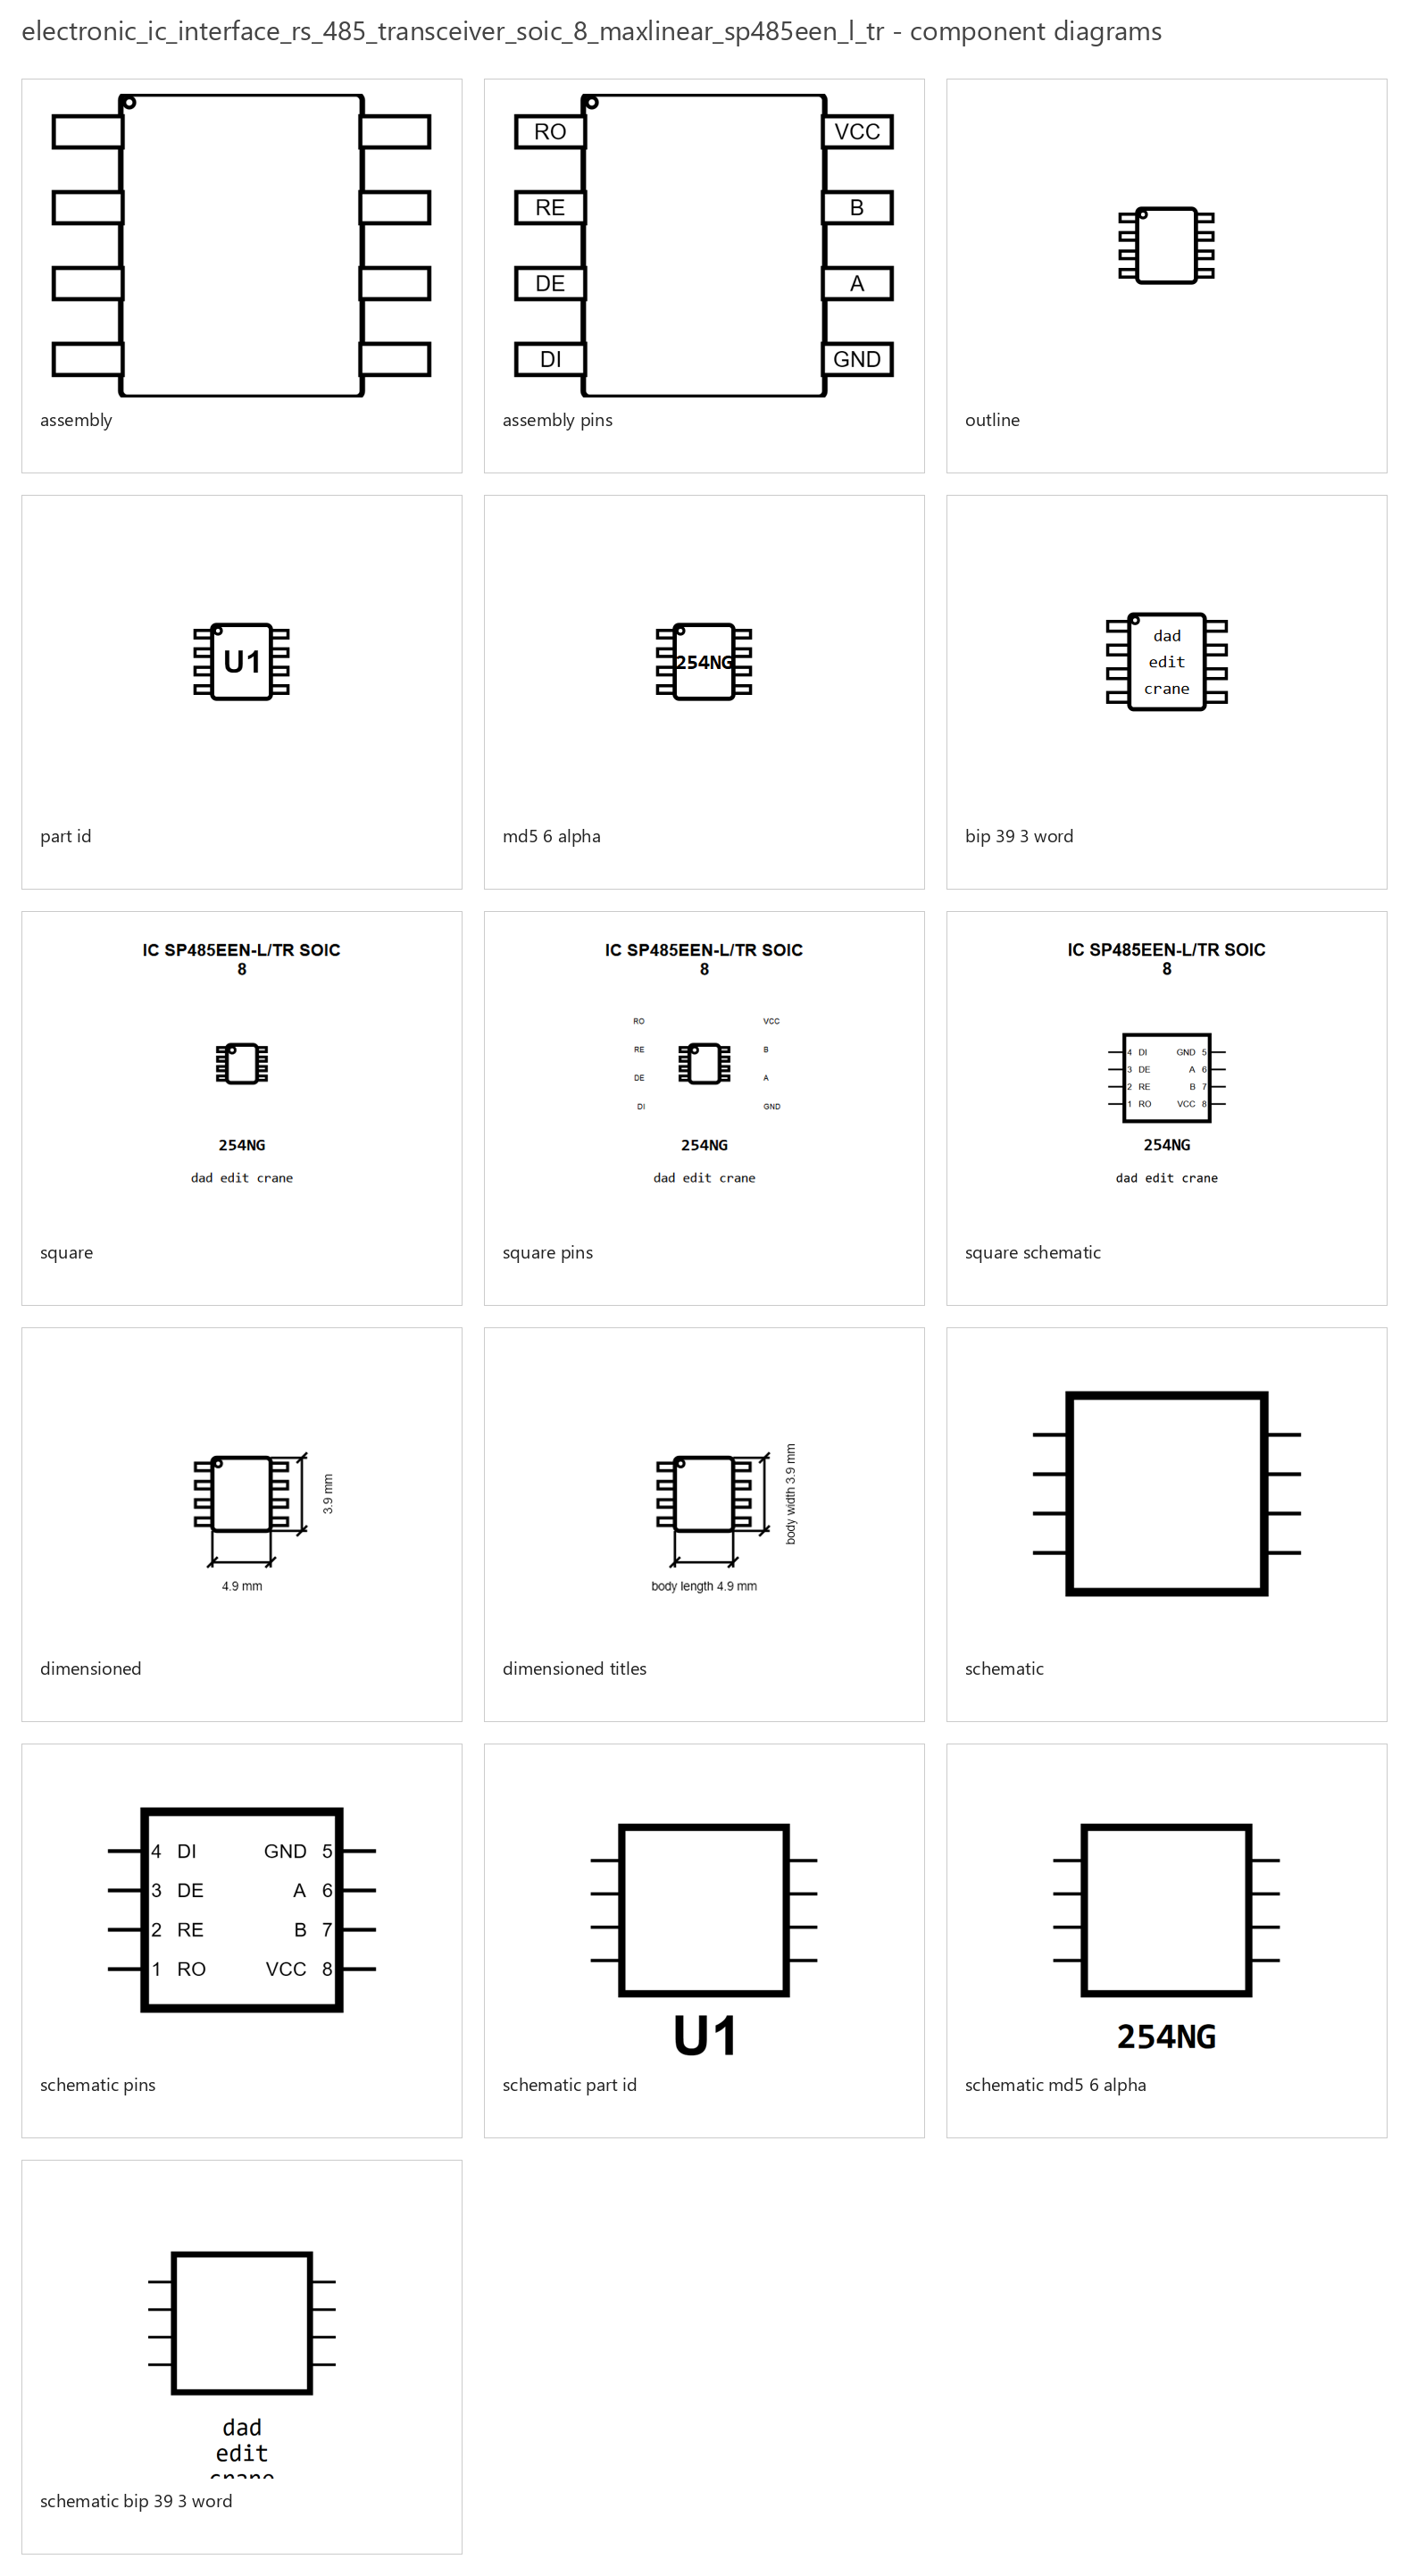 electronic_ic_interface_rs_485_transceiver_soic_8_maxlinear_sp485een_l_tr - component diagrams
assembly
RO
RE
DE
DI
VCC
B
A
GND
assembly pins
outline
U1
part id
254NG
md5 6 alpha
dad
edit
crane
bip 39 3 word
IC SP485EEN-L/TR SOIC
8
254NG
dad edit crane
square
IC SP485EEN-L/TR SOIC
8
RO VCC
RE B
DE A
DI GND
254NG
dad edit crane
square pins
IC SP485EEN-L/TR SOIC
8
4 DI GND 5
3 DE A 6
2 RE B 7
1 RO VCC 8
254NG
dad edit crane
square schematic
3.9 mm
4.9 mm
dimensioned
body width 3.9 mm
body length 4.9 mm
dimensioned titles
schematic
4 DI GND 5
3 DE A 6
2 RE B 7
1 RO VCC 8
schematic pins
U1
schematic part id
254NG
schematic md5 6 alpha
dad
edit
schematic bip 39 3 word